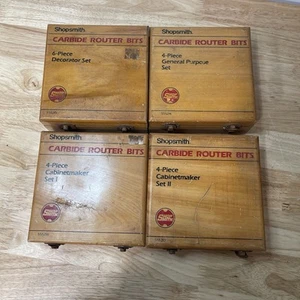 Shopsmith
CARBIDE ROUTER BITS
4-Piece
Decorator Set
Shopsmith
CARBIDE ROUTER BITS
4-Piece
General Purpose
Set
Shopsmith
CARBIDE ROUTER BITS
4-Piece
Cabinetmaker
Set I
Shopsmith
CARBIDE ROUTER BITS
4-Piece
Cabinetmaker
Set II